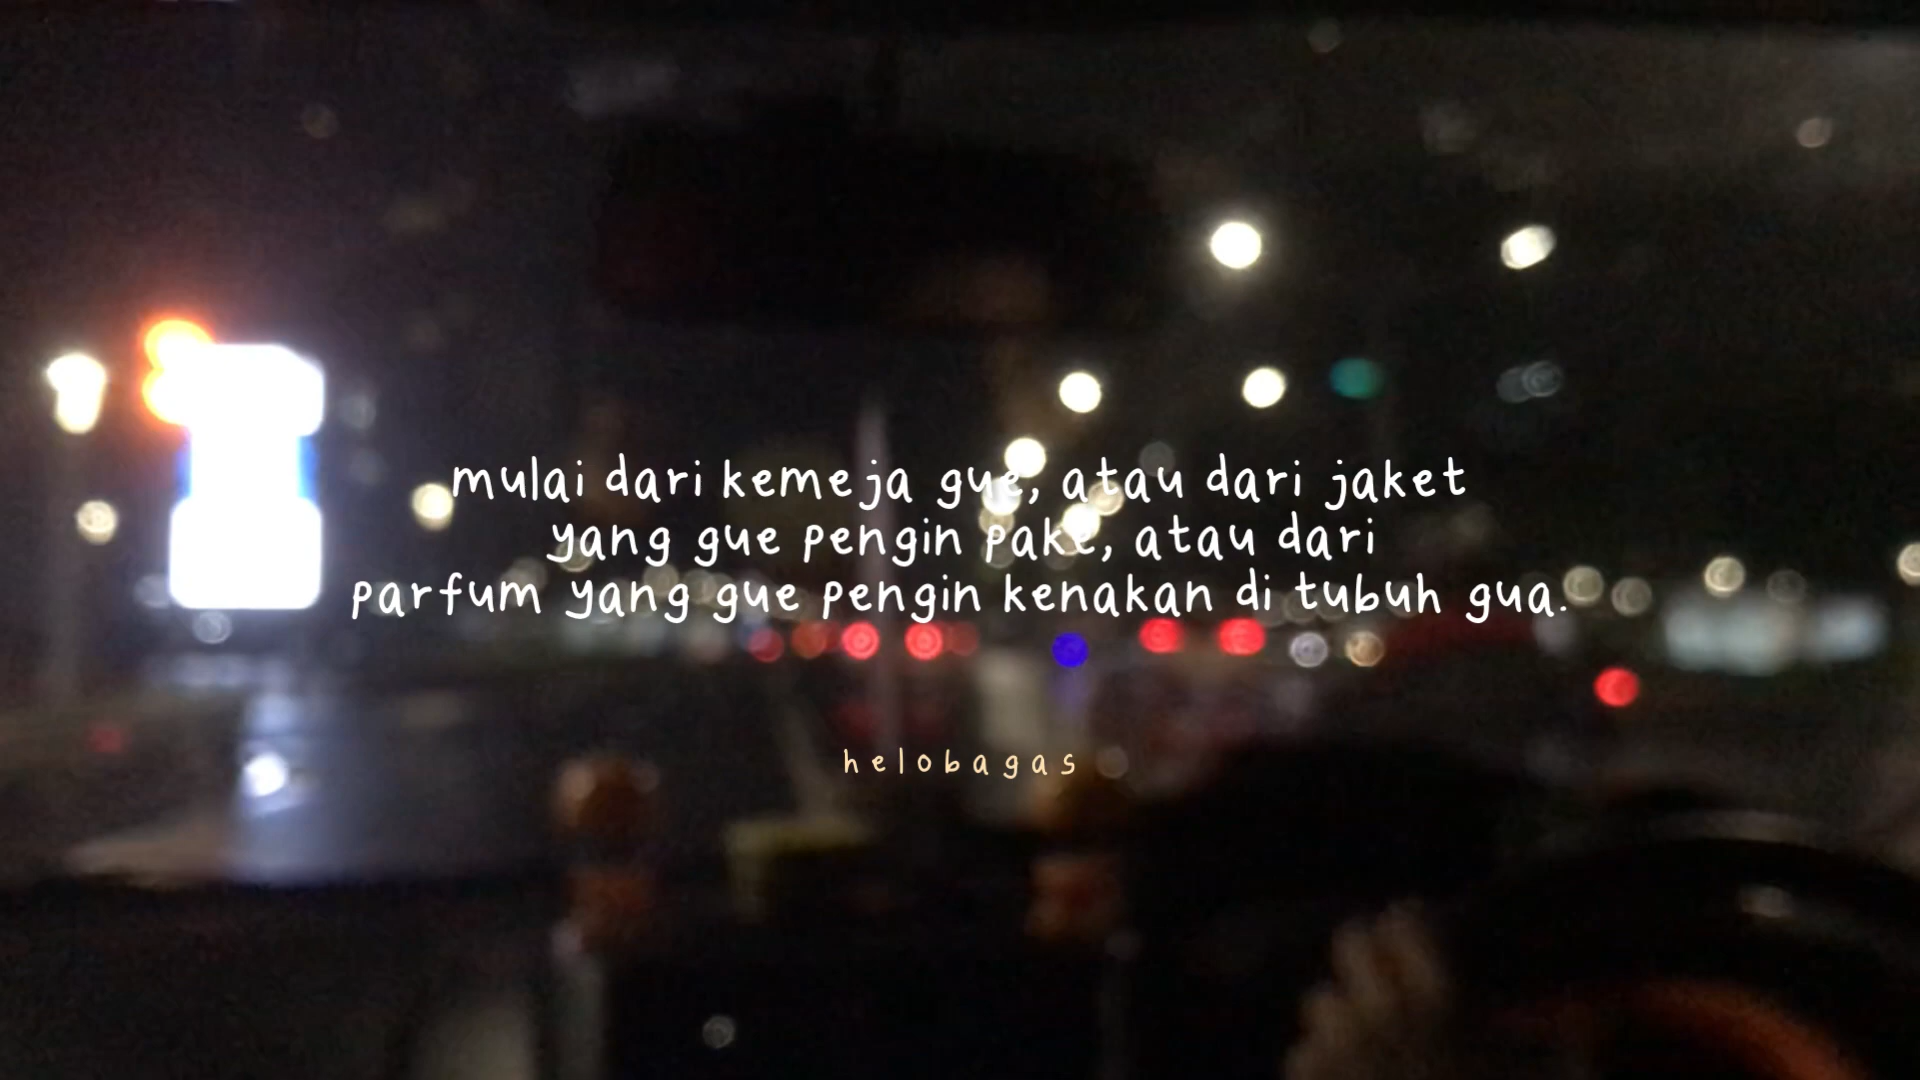 mulai dari kemeja gue, atau dari jaket
yang gue pengin pake, atau dari
parfum yang gue pengin kenakan di tubuh gua.
helobagas